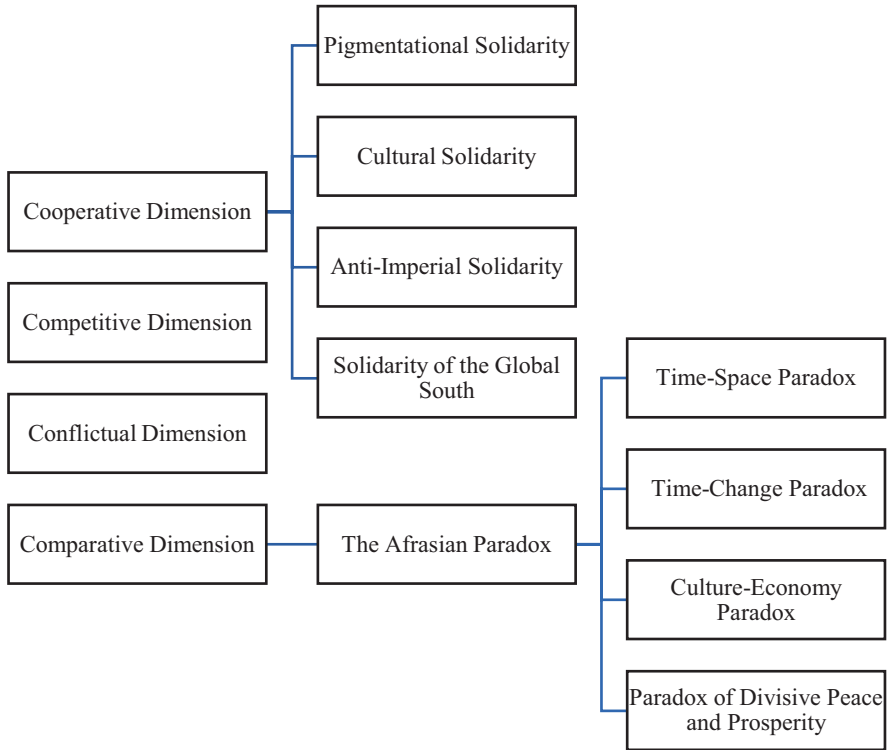 Cooperative Dimension
Competitive Dimension
Conflictual Dimension
Comparative Dimension
Pigmentational Solidarity
Cultural Solidarity
Anti-Imperial Solidarity
Solidarity of the Global
South
The Afrasian Paradox
Time-Space Paradox
Time-Change Paradox
Culture-Economy
Paradox
Paradox of Divisive Peace
and Prosperity